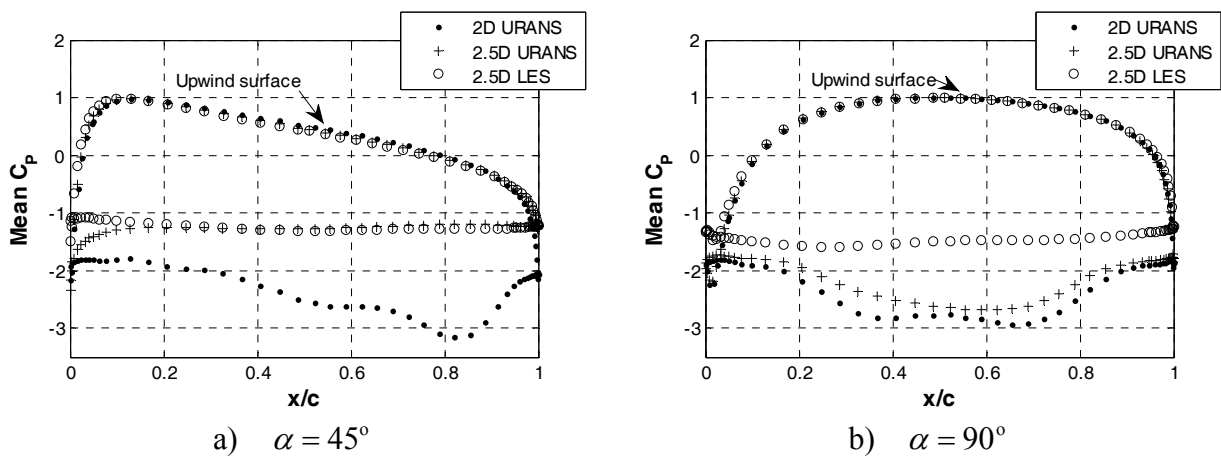 2D URANS
2.5D URANS
2.5D LES
Upwind surface
Mean C_P
2
1
0
-1
-2
-3
0 0.2 0.4 0.6 0.8 1
x/c
a) α = 45°
2D URANS
2.5D URANS
2.5D LES
Upwind surface
Mean C_P
2
1
0
-1
-2
-3
0 0.2 0.4 0.6 0.8 1
x/c
b) α = 90°